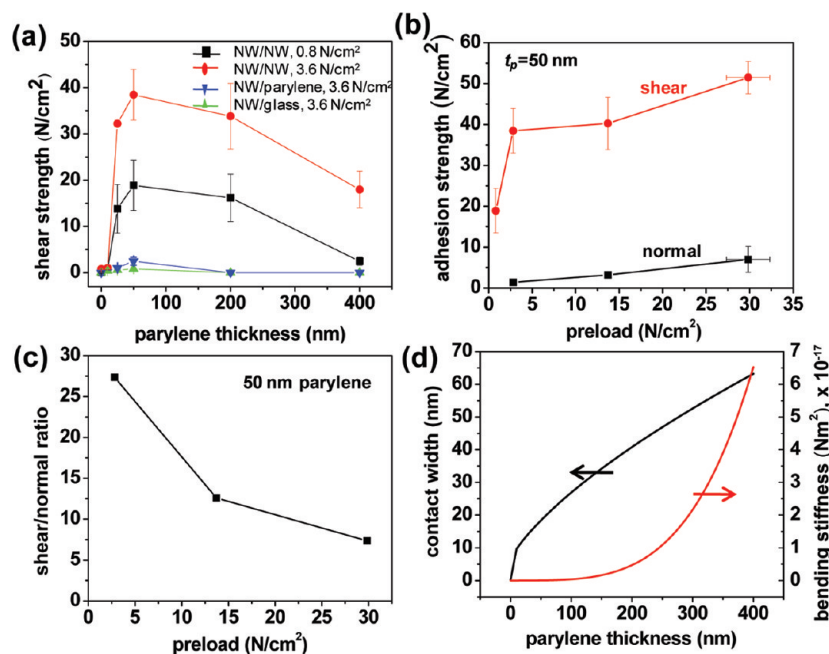 (a)
NW/NW, 0.8 N/cm²
NW/NW, 3.6 N/cm²
NW/parylene, 3.6 N/cm²
NW/glass, 3.6 N/cm²
50
40
30
20
10
0
shear strength (N/cm²)
0 100 200 300 400
parylene thickness (nm)
(b)
tₚ=50 nm
shear
normal
60
50
40
30
20
10
0
adhesion strength (N/cm²)
0 5 10 15 20 25 30 35
preload (N/cm²)
(c)
50 nm parylene
30
25
20
15
10
5
0
shear/normal ratio
0 5 10 15 20 25 30
preload (N/cm²)
(d)
70
60
50
40
30
20
10
0
contact width (nm)
7
6
5
4
3
2
1
0
bending stiffness (Nm²), x 10⁻¹⁷
0 100 200 300 400
parylene thickness (nm)